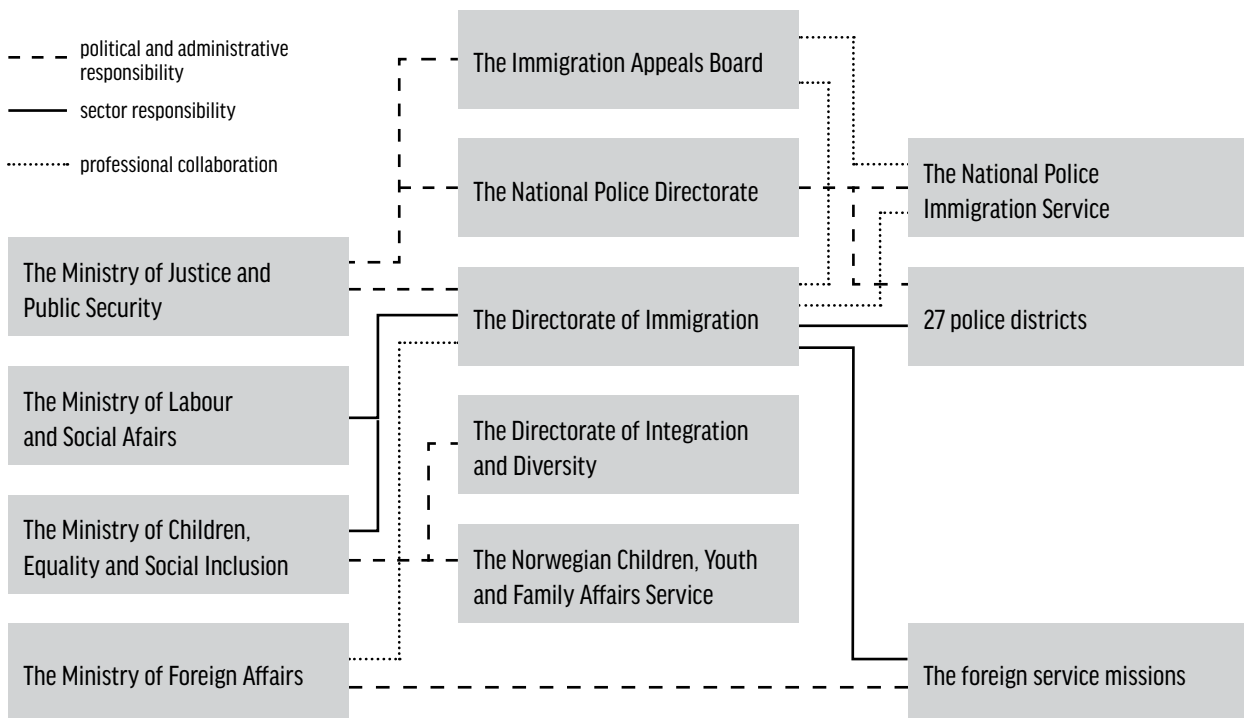 political and administrative
responsibility
sector responsibility
professional collaboration
The Immigration Appeals Board
The National Police Directorate
The National Police
Immigration Service
The Ministry of Justice and
Public Security
The Directorate of Immigration
27 police districts
The Ministry of Labour
and Social Afairs
The Directorate of Integration
and Diversity
The Ministry of Children,
Equality and Social Inclusion
The Norwegian Children, Youth
and Family Affairs Service
The Ministry of Foreign Affairs
The foreign service missions